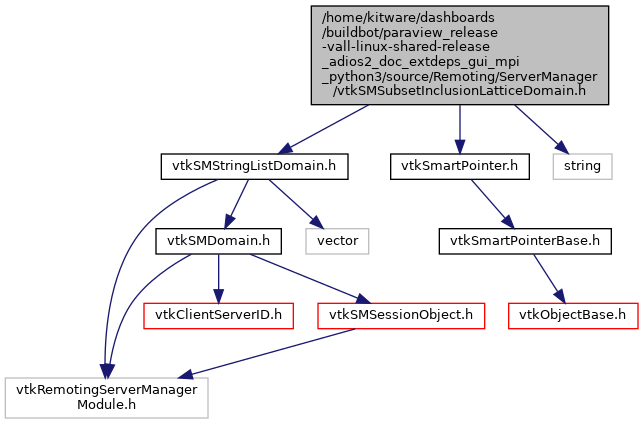 /home/kitware/dashboards
/buildbot/paraview_release
-vall-linux-shared-release
_adios2_doc_extdeps_gui_mpi
_python3/source/Remoting/ServerManager
/vtkSMSubsetInclusionLatticeDomain.h
vtkSMStringListDomain.h
vtkSmartPointer.h
string
vtkSMDomain.h
vector
vtkSmartPointerBase.h
vtkClientServerID.h
vtkSMSessionObject.h
vtkObjectBase.h
vtkRemotingServerManager
Module.h